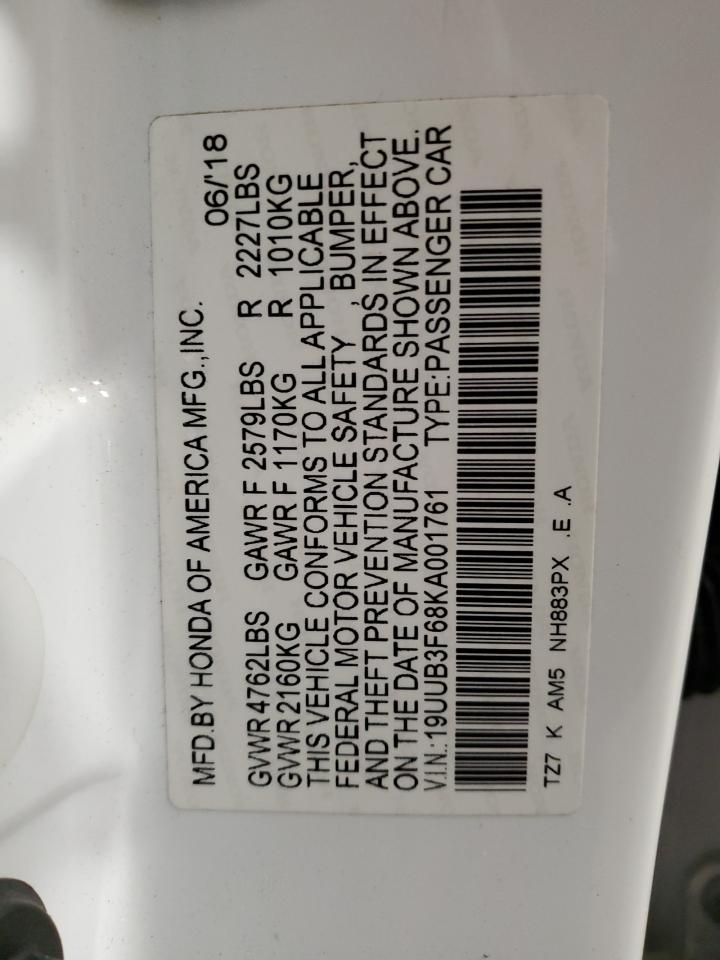 MFD.BY HONDA OF AMERICA MFG.,INC. 06/'18
GVWR 4762LBS GAWR F 2579LBS R 2227LBS
GVWR 2160KG GAWR F 1170KG R 1010KG
THIS VEHICLE CONFORMS TO ALL APPLICABLE
FEDERAL MOTOR VEHICLE SAFETY , BUMPER,
AND THEFT PREVENTION STANDARDS IN EFFECT
ON THE DATE OF MANUFACTURE SHOWN ABOVE.
V.I.N.:19UUB3F68KA001761 TYPE:PASSENGER CAR
TZ7 K AM5 NH883PX .E .A